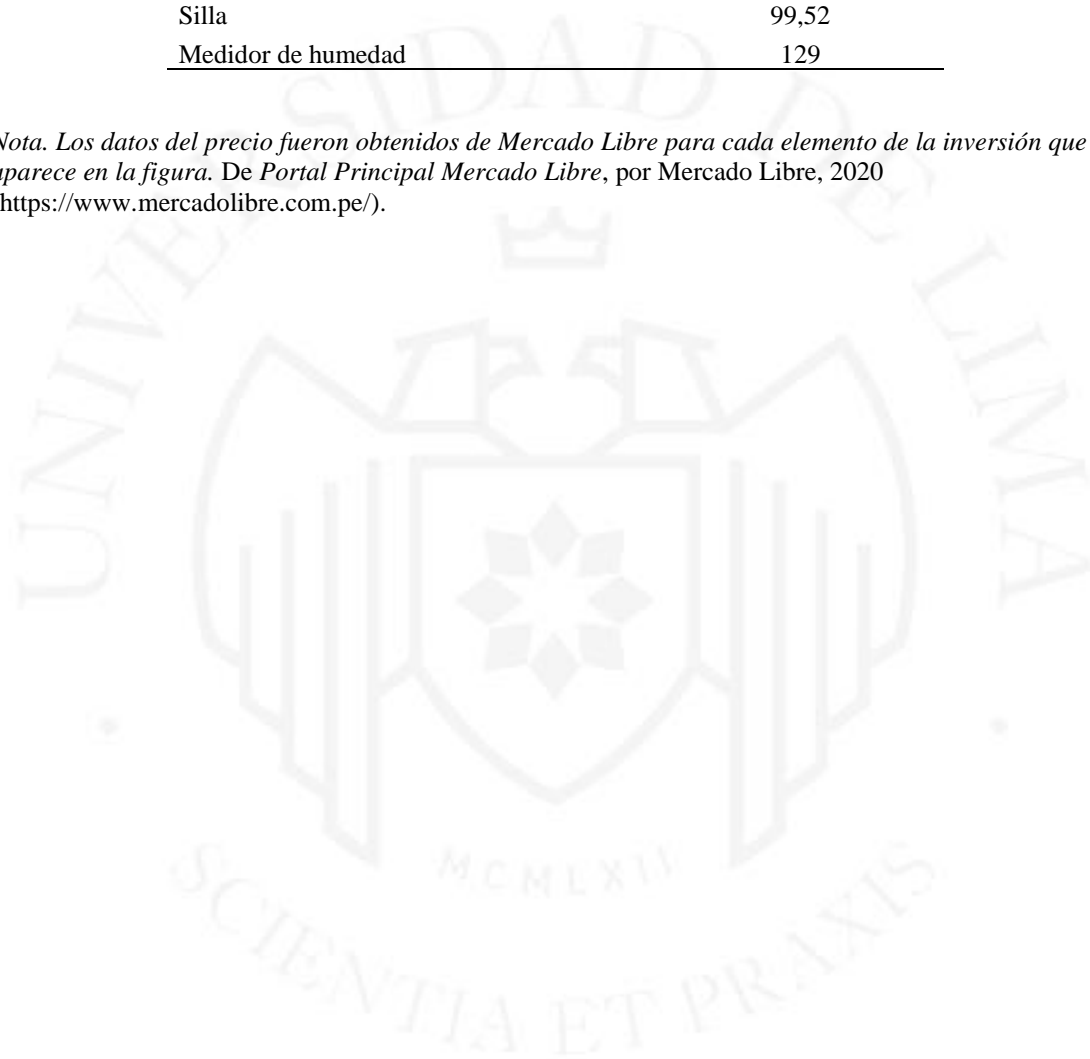 Silla 99,52
Medidor de humedad 129
Nota. Los datos del precio fueron obtenidos de Mercado Libre para cada elemento de la inversión que
aparece en la figura. De Portal Principal Mercado Libre, por Mercado Libre, 2020
https://www.mercadolibre.com.pe/).
UNIVERSIDAD DE LIMA
MCMLXII
SCIENTIA ET PRAXIS